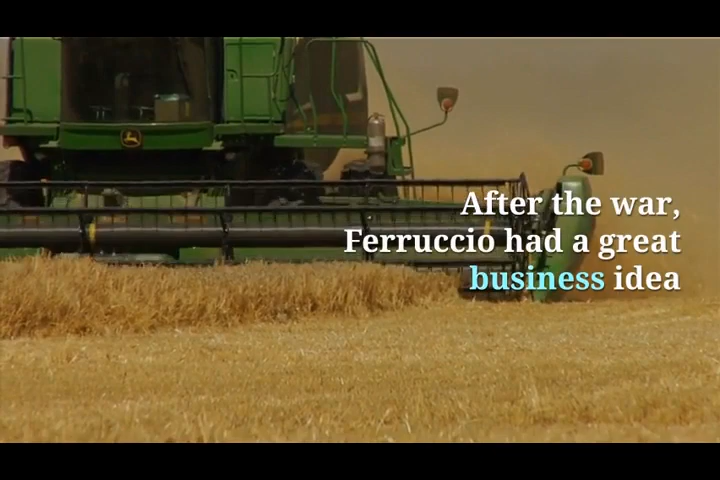 After the war,
Ferruccio had a great
business idea